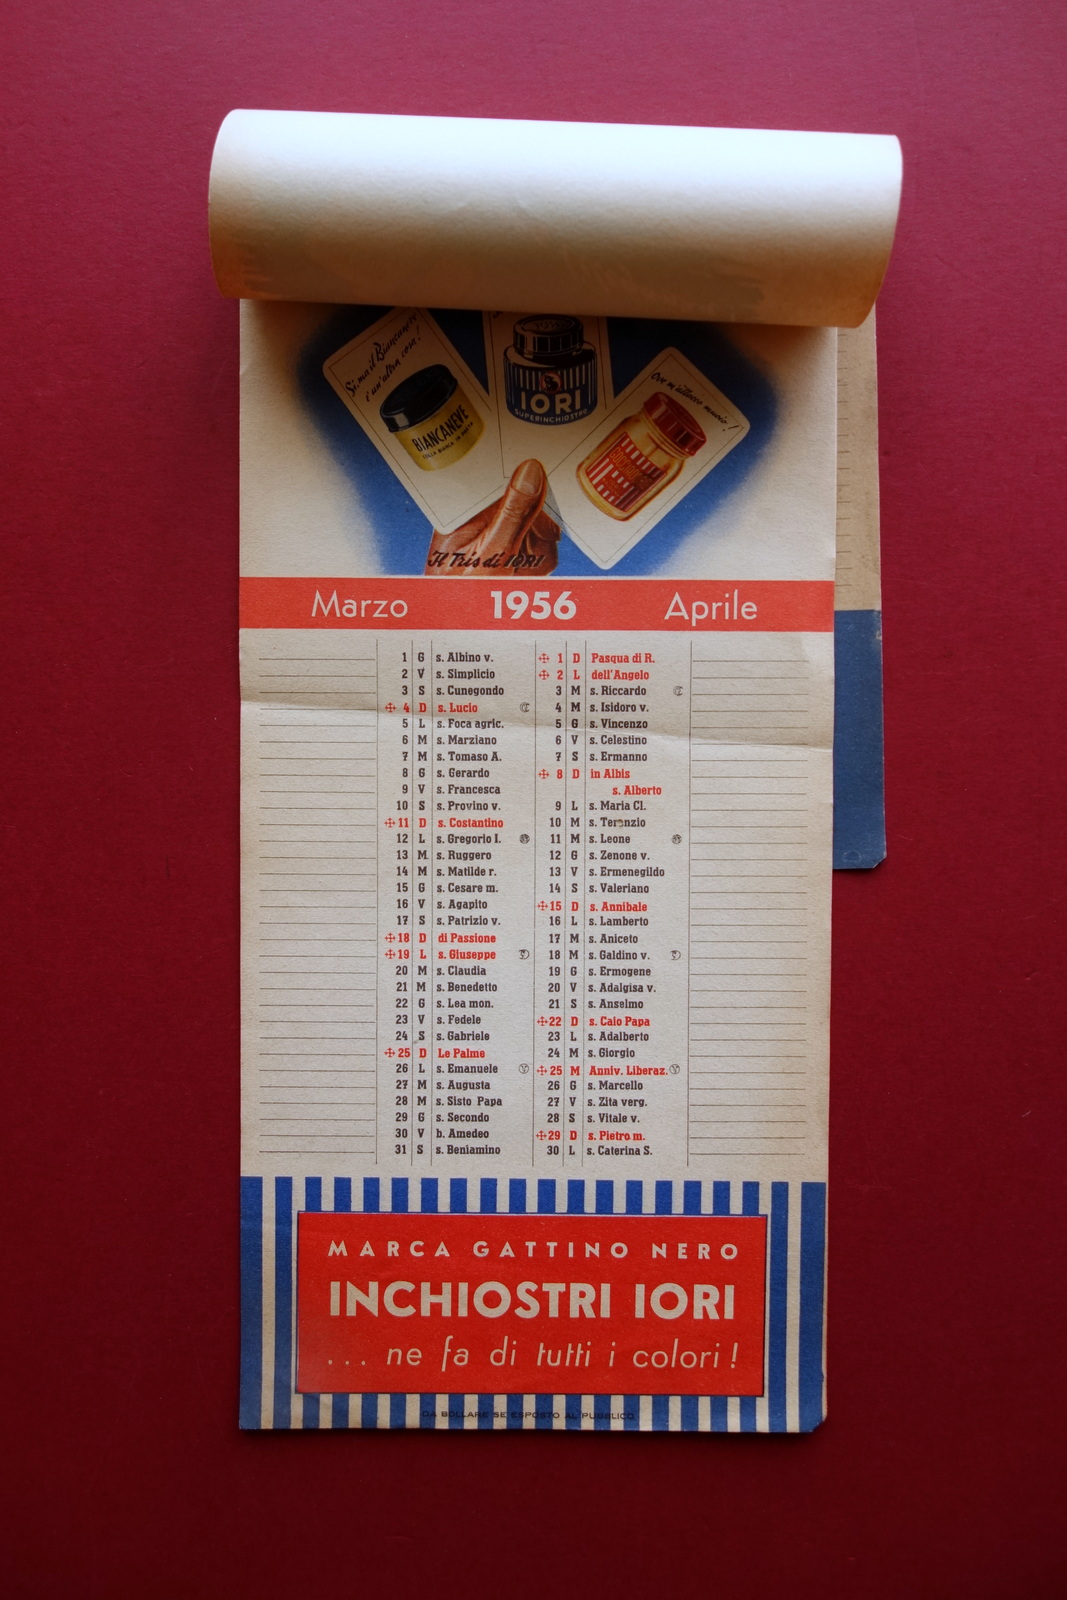 Si, ma il Biancaneve
è un'altra cosa!
BIANCANEVE
COLLA BIANCA IN PASTA
IORI
SUPERINCHIOSTRO
Ove m'attacco muoio!
Il Tris di IORI
Marzo 1956 Aprile
1 G s. Albino v.
2 V s. Simplicio
3 S s. Cunegondo
4 D s. Lucio
5 L s. Foca agric.
6 M s. Marziano
7 M s. Tomaso A.
8 G s. Gerardo
9 V s. Francesca
10 S s. Provino v.
11 D s. Costantino
12 L s. Gregorio I.
13 M s. Ruggero
14 M s. Matilde r.
15 G s. Cesare m.
16 V s. Agapito
17 S s. Patrizio v.
18 D di Passione
19 L s. Giuseppe
20 M s. Claudia
21 M s. Benedetto
22 G s. Lea mon.
23 V s. Fedele
24 S s. Gabriele
25 D Le Palme
26 L s. Emanuele
27 M s. Augusta
28 M s. Sisto Papa
29 G s. Secondo
30 V b. Amedeo
31 S s. Beniamino
1 D Pasqua di R.
2 L dell'Angelo
3 M s. Riccardo
4 M s. Isidoro v.
5 G s. Vincenzo
6 V s. Celestino
7 S s. Ermanno
8 D in Albis
s. Alberto
9 L s. Maria Cl.
10 M s. Terenzio
11 M s. Leone
12 G s. Zenone v.
13 V s. Ermenegildo
14 S s. Valeriano
15 D s. Annibale
16 L s. Lamberto
17 M s. Aniceto
18 M s. Galdino v.
19 G s. Ermogene
20 V s. Adalgisa v.
21 S s. Anselmo
22 D s. Caio Papa
23 L s. Adalberto
24 M s. Giorgio
25 M Anniv. Liberaz.
26 G s. Marcello
27 V s. Zita verg.
28 S s. Vitale v.
29 D s. Pietro m.
30 L s. Caterina S.
MARCA GATTINO NERO
INCHIOSTRI IORI
... ne fa di tutti i colori!
DA BOLLARE SE ESPOSTO AL PUBBLICO